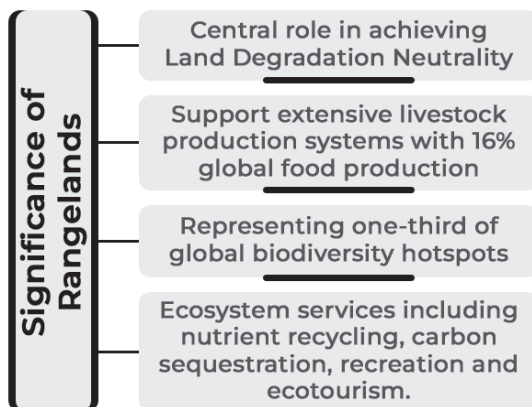 Significance of
Rangelands
Central role in achieving
Land Degradation Neutrality
Support extensive livestock
production systems with 16%
global food production
Representing one-third of
global biodiversity hotspots
Ecosystem services including
nutrient recycling, carbon
sequestration, recreation and
ecotourism.